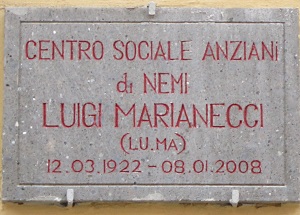 CENTRO SOCIALE ANZIANI
di NEMI
LUIGI MARIANECCI
(LU.MA)
12.03.1922 - 08.01.2008